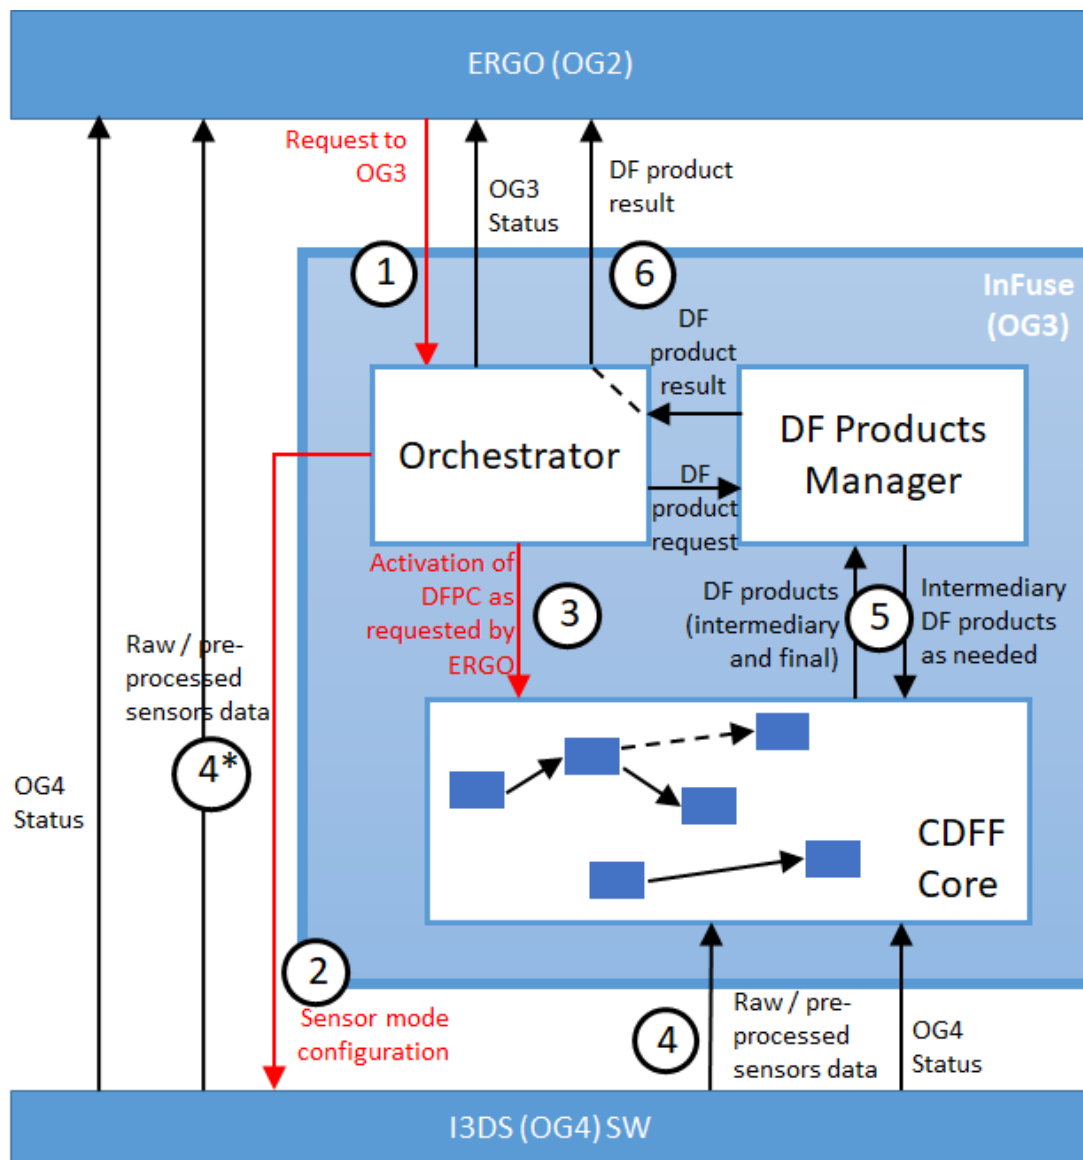 ERGO (OG2)
Request to
OG3
OG3
Status
DF product
result
1
6
InFuse
(OG3)
DF
product
result
Orchestrator
DF Products
Manager
DF
product
request
Activation of
DFPC as
requested by
ERGO
3
DF products
(intermediary
and final)
5
Intermediary
DF products
as needed
Raw / pre-
processed
sensors data
4*
OG4
Status
CDFF
Core
2
Sensor mode
configuration
4
Raw / pre-
processed
sensors data
OG4
Status
I3DS (OG4) SW